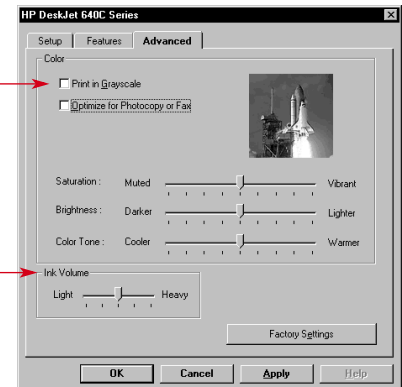 HP DeskJet 640C Series
Setup Features Advanced
Color
Print in Grayscale
Optimize for Photocopy or Fax
Saturation : Muted Vibrant
Brightness : Darker Lighter
Color Tone : Cooler Warmer
Ink Volume
Light Heavy
Factory Settings
OK Cancel Apply Help